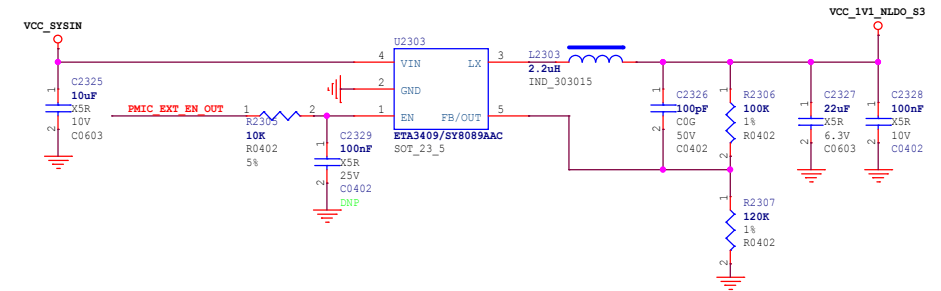 VCC_SYSIN
VCC_1V1_NLDO_S3
U2303
4
VIN
LX
3
2
GND
1
EN
FB/OUT
5
ETA3409/SY8089AAC
SOT_23_5
L2303
2.2uH
IND_303015
1
2
C2325
10uF
X5R
10V
C0603
PMIC_EXT_EN_OUT
1
2
R2305
10K
R0402
5%
1
2
C2329
100nF
X5R
25V
C0402
DNP
1
2
C2326
100pF
C0G
50V
C0402
1
2
R2306
100K
1%
R0402
1
2
C2327
22uF
X5R
6.3V
C0603
1
2
C2328
100nF
X5R
10V
C0402
1
2
R2307
120K
1%
R0402